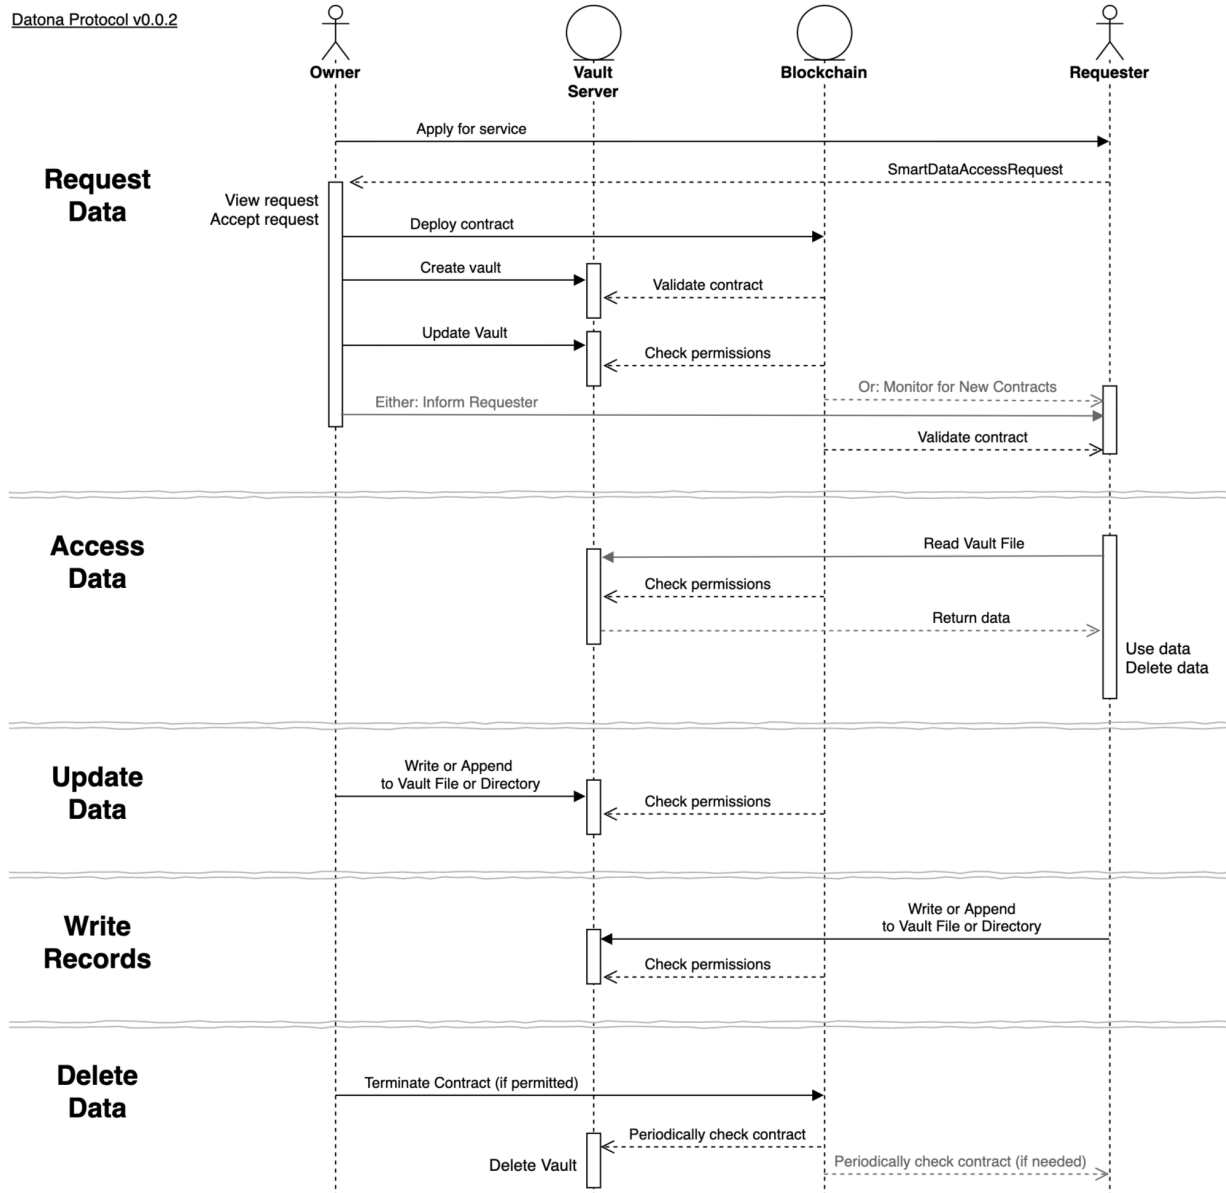 Datona Protocol v0.0.2
Owner
Vault
Server
Blockchain
Requester
Apply for service
Request
Data
SmartDataAccessRequest
View request
Accept request
Deploy contract
Create vault
Validate contract
Update Vault
Check permissions
Or: Monitor for New Contracts
Either: Inform Requester
Validate contract
Access
Data
Read Vault File
Check permissions
Return data
Use data
Delete data
Update
Data
Write or Append
to Vault File or Directory
Check permissions
Write
Records
Write or Append
to Vault File or Directory
Check permissions
Delete
Data
Terminate Contract (if permitted)
Periodically check contract
Delete Vault
Periodically check contract (if needed)